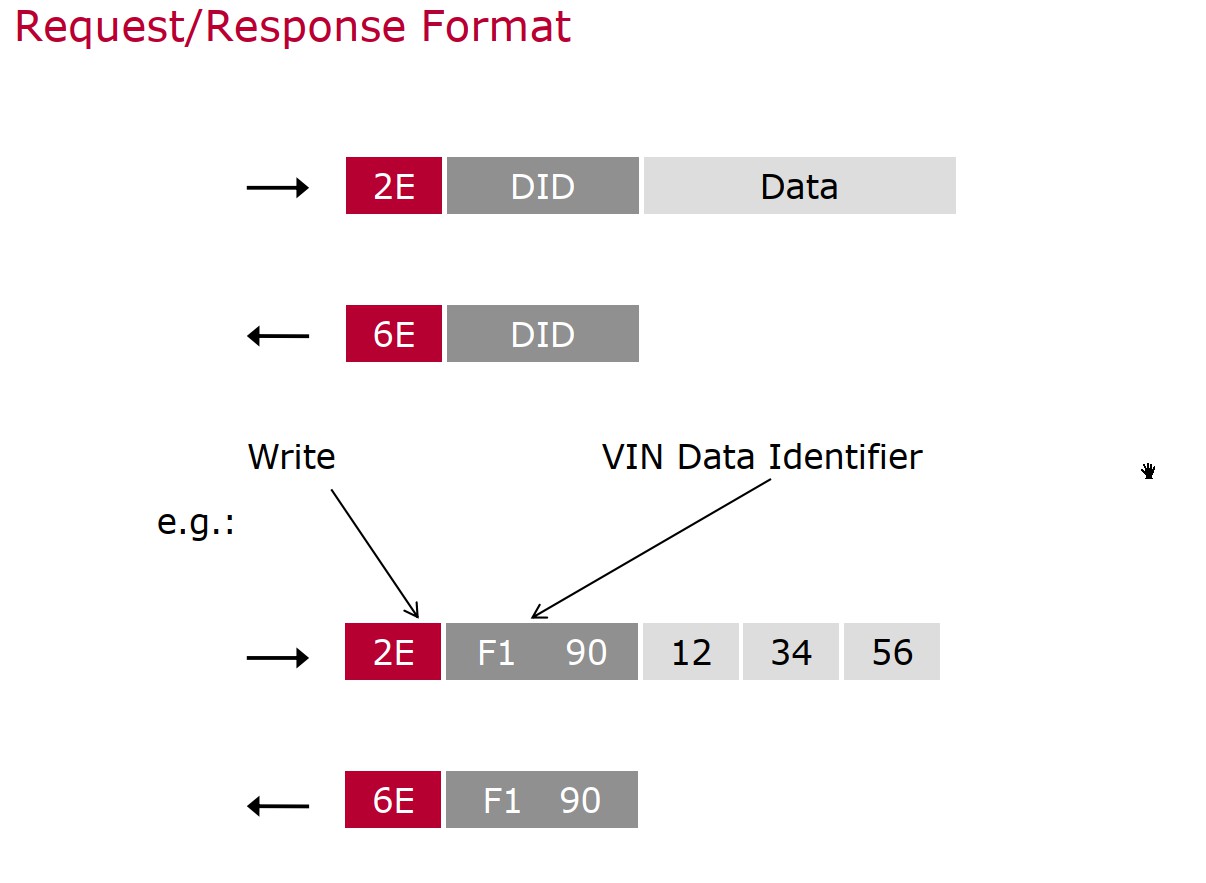 Request/Response Format
2E DID Data
6E DID
Write VIN Data Identifier
e.g.:
2E F1 90 12 34 56
6E F1 90